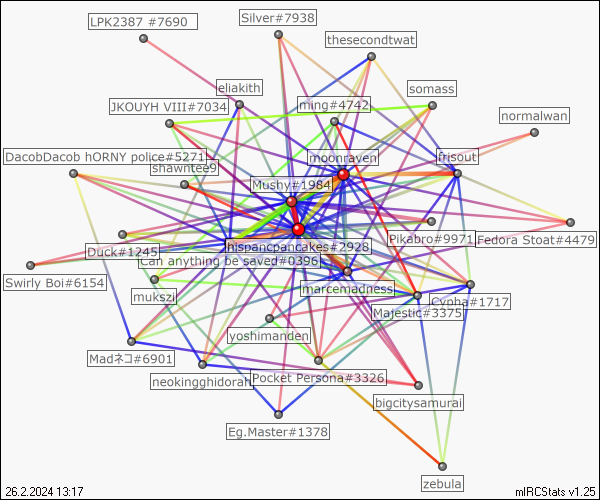 LPK2387 #7690
Silver#7938
thesecondtwat
eliakith
somass
JKOUYH VIII#7034
ming#4742
normalwan
DacobDacob hORNY police#5271
moonraven
frisout
shawntee9
Mushy#1984
Pikabro#9971
Fedora Stoat#4479
Duck#1245
hispancpancakes#2928
Can anything be saved#0396
Swirly Boi#6154
mukszi
marcemadness
Cypha#1717
Majestic#3375
yoshimanden
Madネコ#6901
neokingghidorah
Pocket Persona#3326
bigcitysamurai
Eg.Master#1378
zebula
26.2.2024 13:17
mIRCStats v1.25